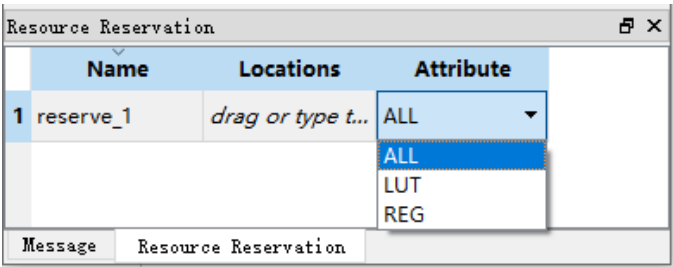 Resource Reservation
Name Locations Attribute
1 reserve_1 drag or type t... ALL
ALL
LUT
REG
Message Resource Reservation